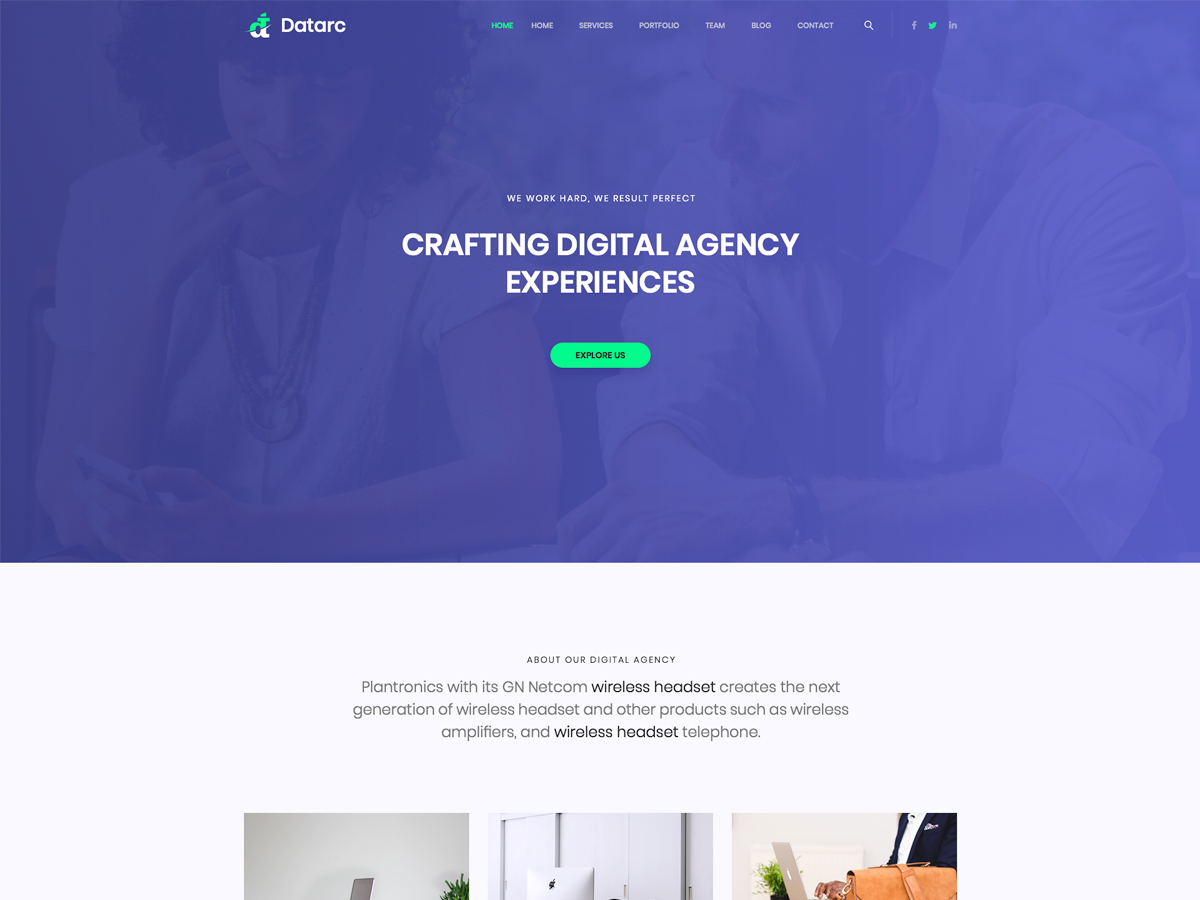 Datarc
HOME HOME SERVICES PORTFOLIO TEAM BLOG CONTACT
WE WORK HARD, WE RESULT PERFECT
CRAFTING DIGITAL AGENCY
EXPERIENCES
EXPLORE US
ABOUT OUR DIGITAL AGENCY
Plantronics with its GN Netcom wireless headset creates the next
generation of wireless headset and other products such as wireless
amplifiers, and wireless headset telephone.